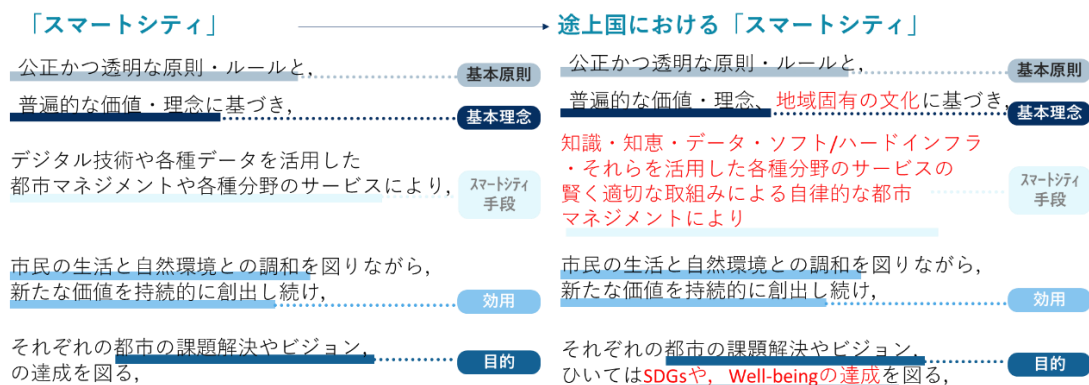 「スマートシティ」
公正かつ透明な原則・ルールと,
基本原則
普遍的な価値・理念に基づき,
基本理念
デジタル技術や各種データを活用した
都市マネジメントや各種分野のサービスにより,
スマートシティ
手段
市民の生活と自然環境との調和を図りながら,
新たな価値を持続的に創出し続け,
効用
それぞれの都市の課題解決やビジョン,
の達成を図る,
目的
途上国における「スマートシティ」
公正かつ透明な原則・ルールと,
基本原則
普遍的な価値・理念、地域固有の文化に基づき,
基本理念
知識・知恵・データ・ソフト/ハードインフラ
・それらを活用した各種分野のサービスの
賢く適切な取組みによる自律的な都市
マネジメントにより
スマートシティ
手段
市民の生活と自然環境との調和を図りながら,
新たな価値を持続的に創出し続け,
効用
それぞれの都市の課題解決やビジョン,
ひいてはSDGsや, Well-beingの達成を図る,
目的